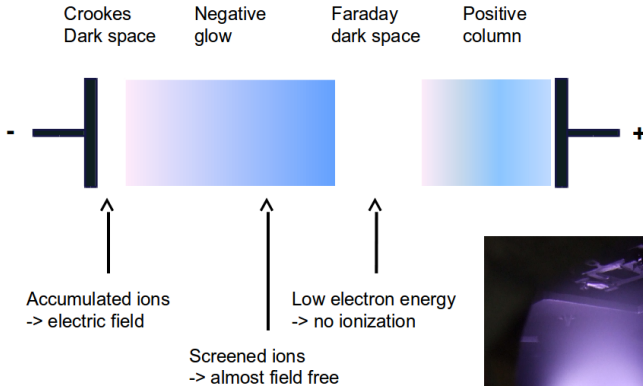 Crookes
Dark space
Negative
glow
Faraday
dark space
Positive
column
-
+
Accumulated ions
-> electric field
Low electron energy
-> no ionization
Screened ions
-> almost field free